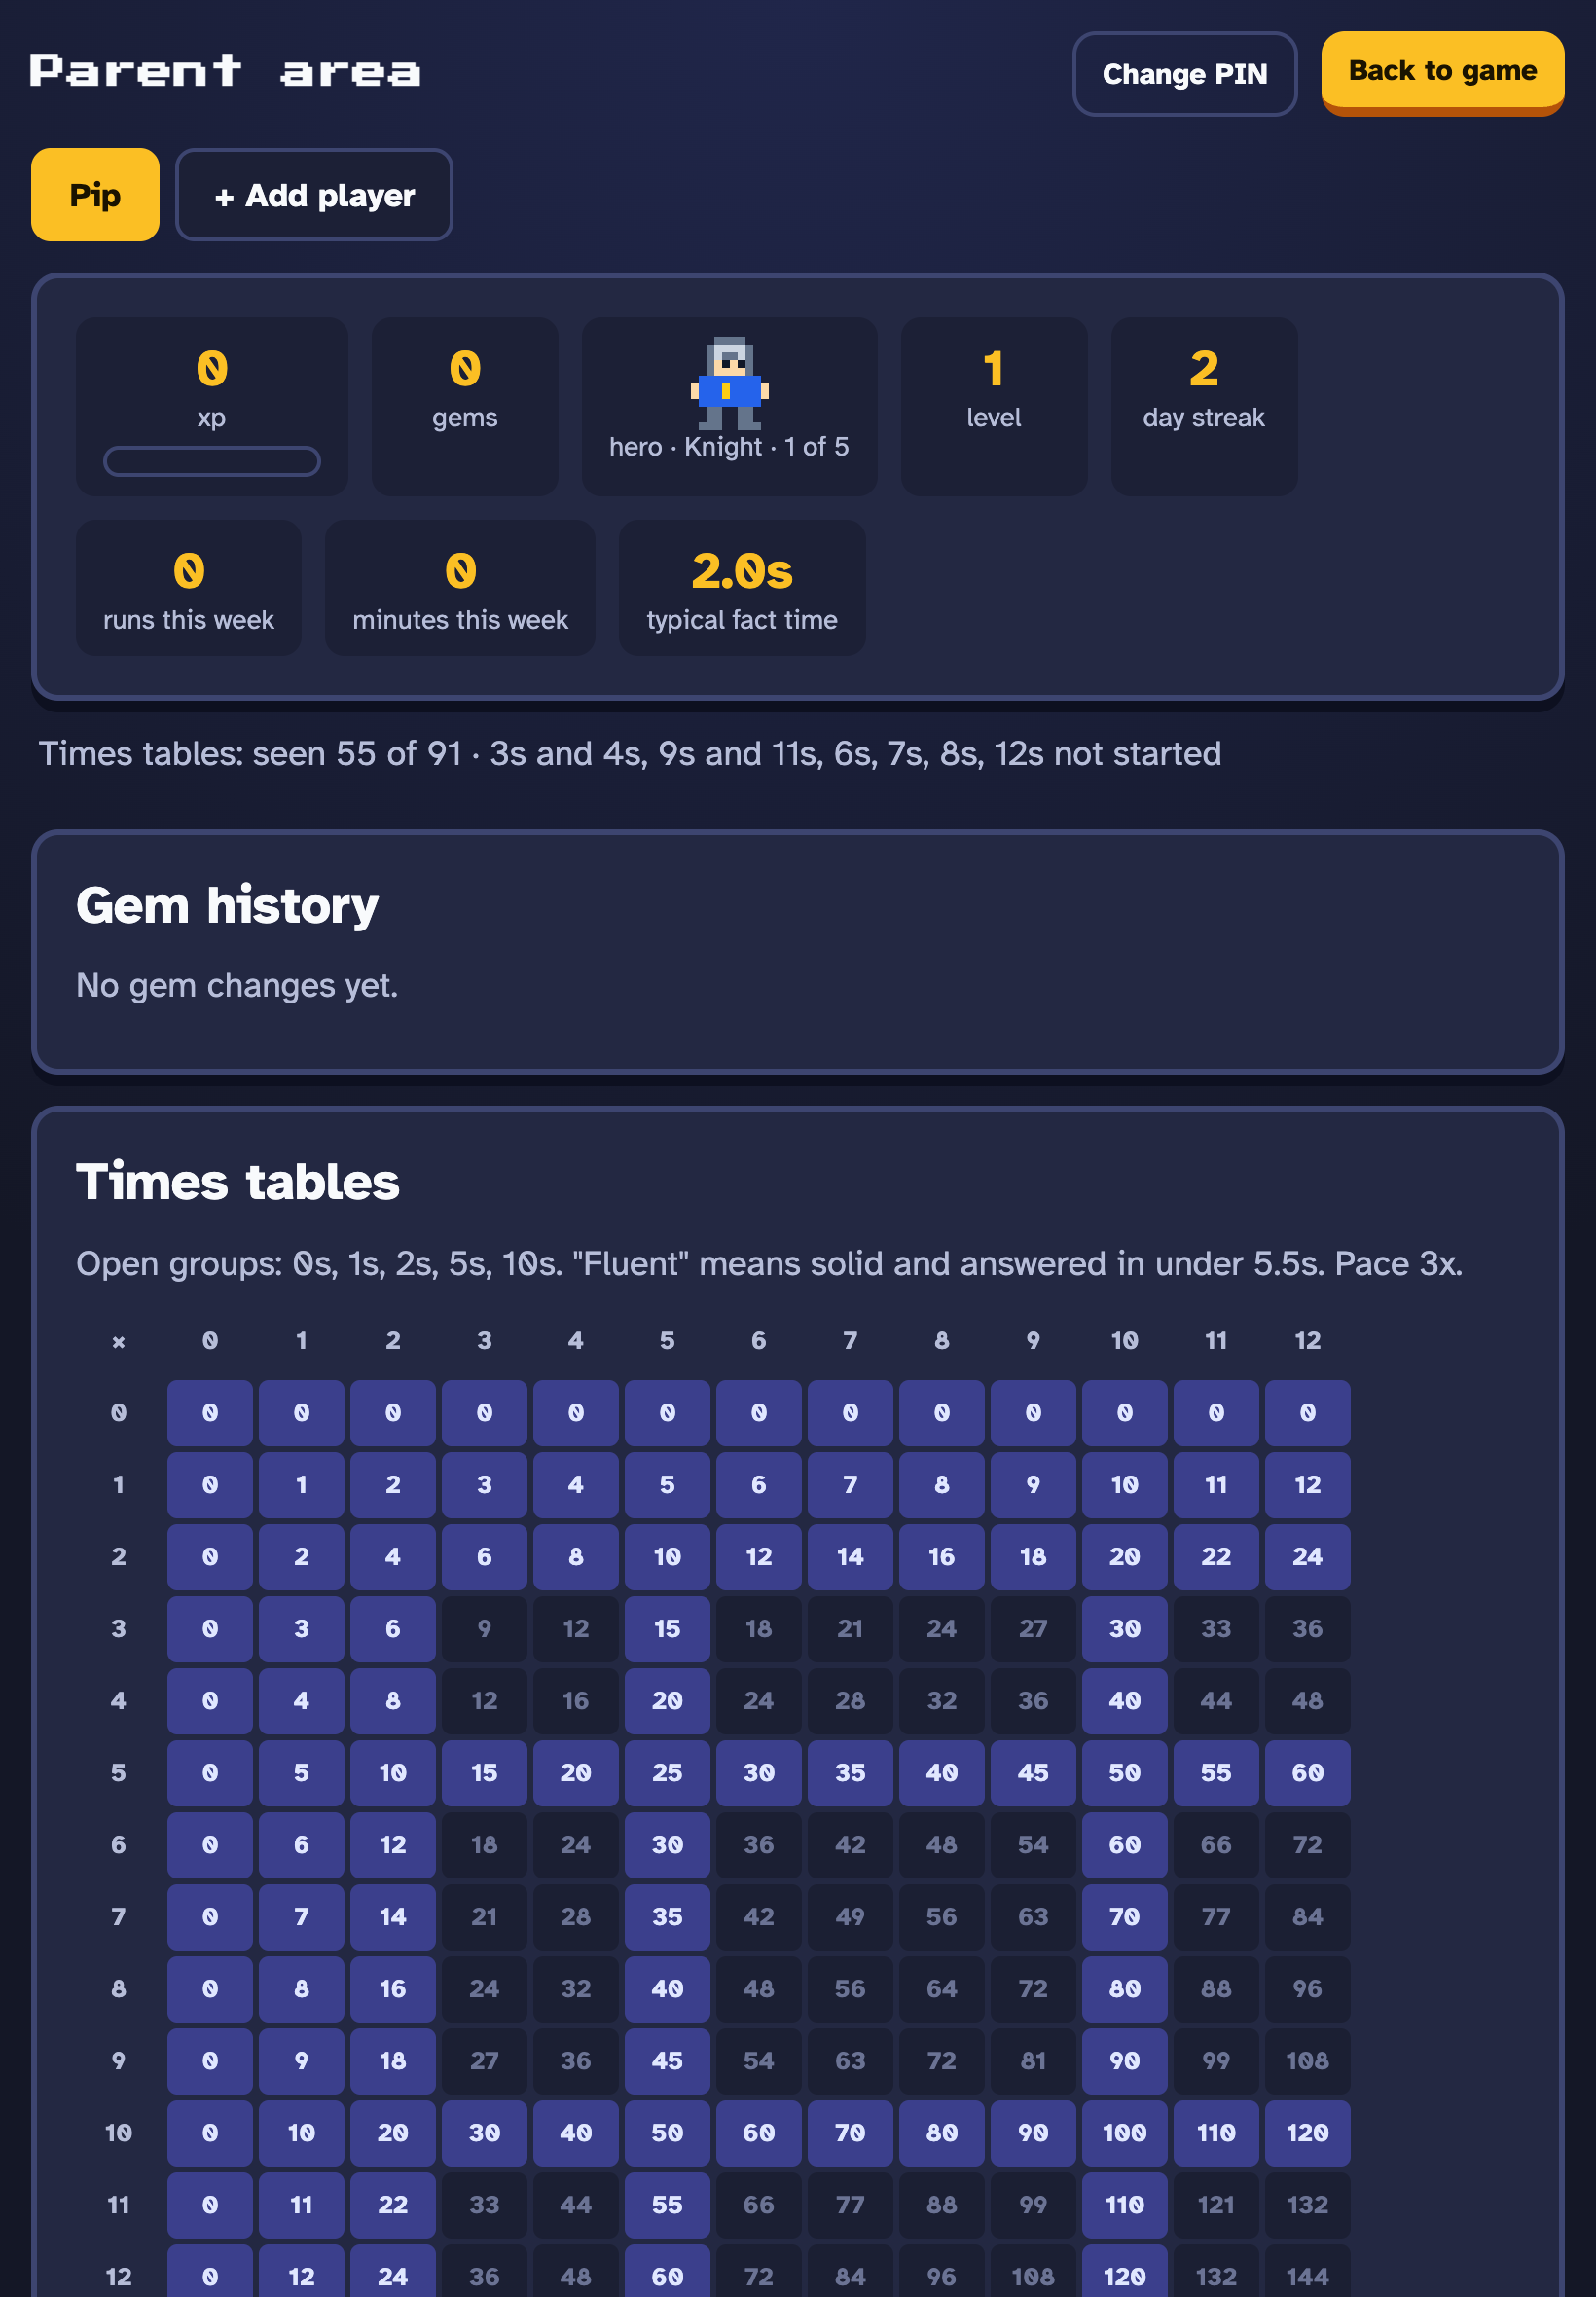 Parent area
Change PIN
Back to game
Pip
+ Add player
0
xp
0
gems
hero · Knight · 1 of 5
1
level
2
day streak
0
runs this week
0
minutes this week
2.0s
typical fact time
Times tables: seen 55 of 91 · 3s and 4s, 9s and 11s, 6s, 7s, 8s, 12s not started
Gem history
No gem changes yet.
Times tables
Open groups: 0s, 1s, 2s, 5s, 10s. "Fluent" means solid and answered in under 5.5s. Pace 3x.
× 0 1 2 3 4 5 6 7 8 9 10 11 12
0 0 0 0 0 0 0 0 0 0 0 0 0 0
1 0 1 2 3 4 5 6 7 8 9 10 11 12
2 0 2 4 6 8 10 12 14 16 18 20 22 24
3 0 3 6 9 12 15 18 21 24 27 30 33 36
4 0 4 8 12 16 20 24 28 32 36 40 44 48
5 0 5 10 15 20 25 30 35 40 45 50 55 60
6 0 6 12 18 24 30 36 42 48 54 60 66 72
7 0 7 14 21 28 35 42 49 56 63 70 77 84
8 0 8 16 24 32 40 48 56 64 72 80 88 96
9 0 9 18 27 36 45 54 63 72 81 90 99 108
10 0 10 20 30 40 50 60 70 80 90 100 110 120
11 0 11 22 33 44 55 66 77 88 99 110 121 132
12 0 12 24 36 48 60 72 84 96 108 120 132 144